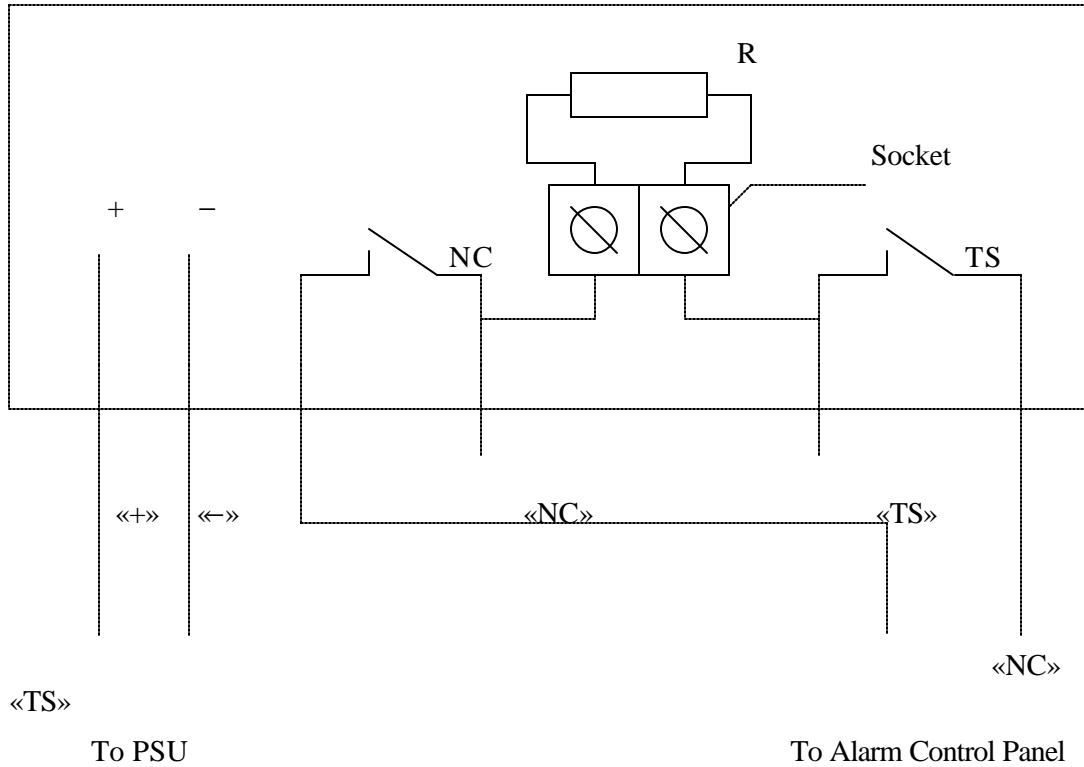 R
Socket
+ −
NC TS
«+» «−» «NC» «TS»
«NC»
«TS»
To PSU To Alarm Control Panel